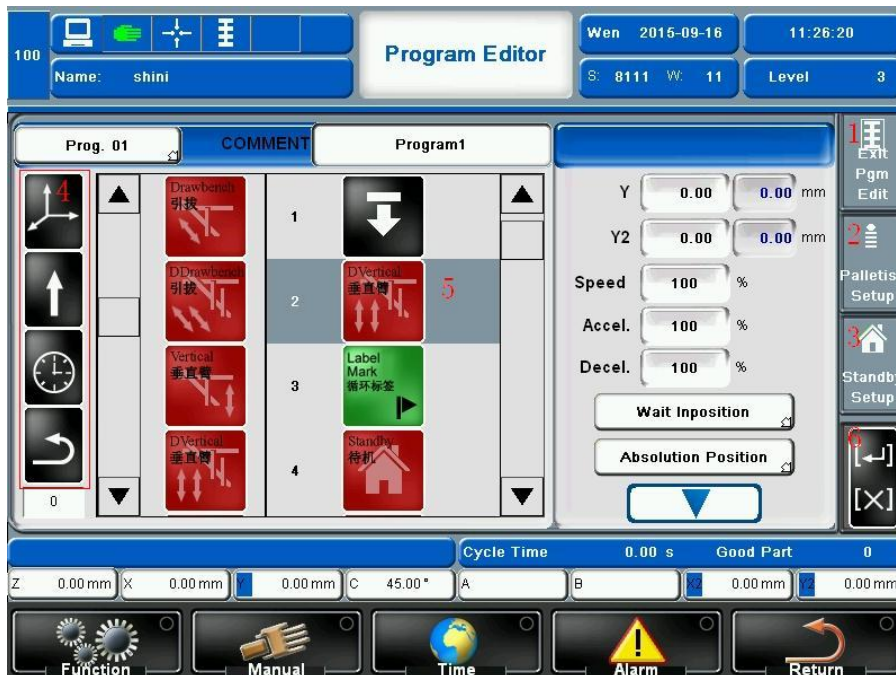 100
Name: shini
Program Editor
Wen 2015-09-16
11:26:20
S: 8111 W: 11
Level 3
Prog. 01
COMMENT
Program1
4
Drawbench
引拔
DDrawbench
引拔
Vertical
垂直臂
DVertical
垂直臂
0
1
2
DVertical
垂直臂
5
3
Label
Mark
循环标签
4
Standby
待机
Y 0.00 0.00 mm
Y2 0.00 0.00 mm
Speed 100 %
Accel. 100 %
Decel. 100 %
Wait Inposition
Absolution Position
1
Exit
Pgm
Edit
2
Palletis
Setup
3
Standby
Setup
6
[↵]
[X]
Cycle Time 0.00 s Good Part 0
Z 0.00 mm X 0.00 mm Y 0.00 mm C 45.00 ° A B X2 0.00 mm Y2 0.00 mm
Function
Manual
Time
Alarm
Return